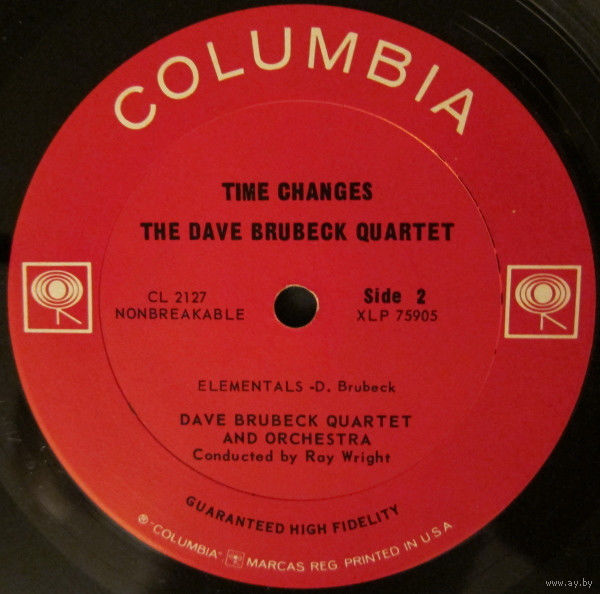 COLUMBIA
TIME CHANGES
THE DAVE BRUBECK QUARTET
CL 2127
NONBREAKABLE
Side 2
XLP 75905
ELEMENTALS -D. Brubeck
DAVE BRUBECK QUARTET
AND ORCHESTRA
Conducted by Ray Wright
GUARANTEED HIGH FIDELITY
® "COLUMBIA" MARCAS REG. PRINTED IN U.S.A.
www.ay.by